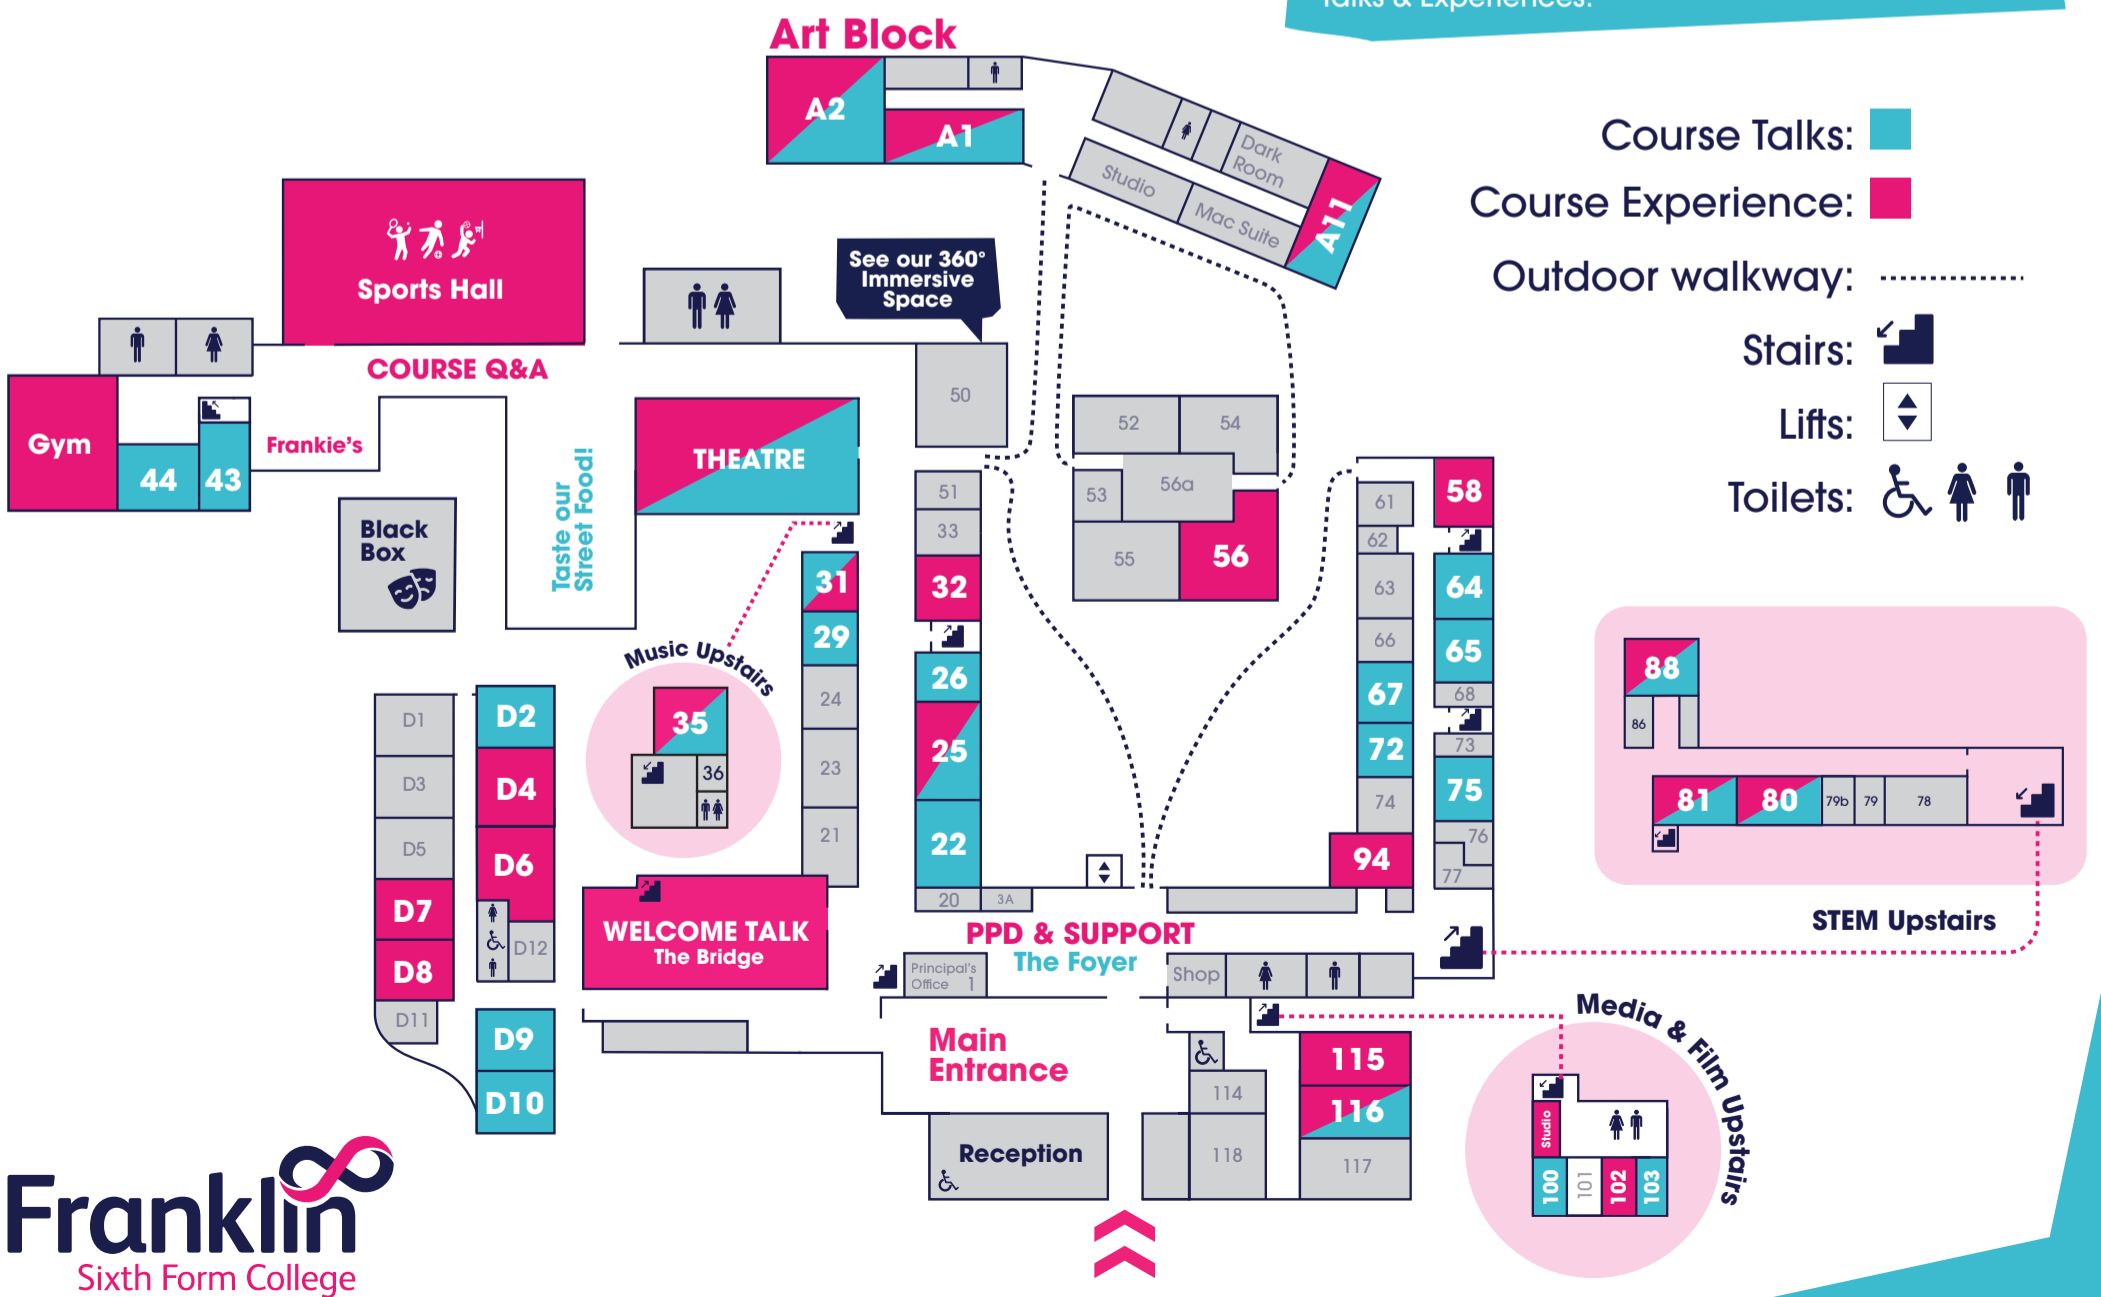 Talks & Experiences.
Art Block
A2
A1
Dark
Room
Studio
Mac Suite
A11
Course Talks:
Course Experience:
Outdoor walkway:
Stairs:
Lifts:
Toilets:
Sports Hall
COURSE Q&A
See our 360°
Immersive
Space
Gym
44
43
Frankie's
Black
Box
Taste our
Street Food!
THEATRE
50
51
33
32
26
25
22
20
3A
52
54
53
56a
55
56
61
62
63
66
67
72
74
94
58
64
65
68
73
75
76
77
31
29
24
23
21
Music Upstairs
35
36
D1
D3
D5
D7
D8
D11
D2
D4
D6
D12
D9
D10
WELCOME TALK
The Bridge
PPD & SUPPORT
The Foyer
Principal's
Office 1
Shop
Main
Entrance
Reception
114
118
115
116
117
88
86
81
80
79b
79
78
STEM Upstairs
Media & Film Upstairs
Studio
100
101
102
103
Franklin
Sixth Form College